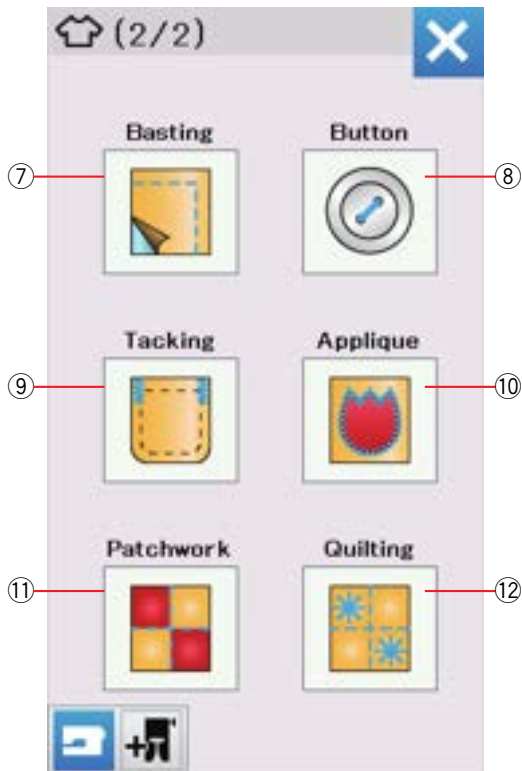 (2/2)
Basting Button
⑦ ⑧
Tacking Applique
⑨ ⑩
Patchwork Quilting
⑪ ⑫